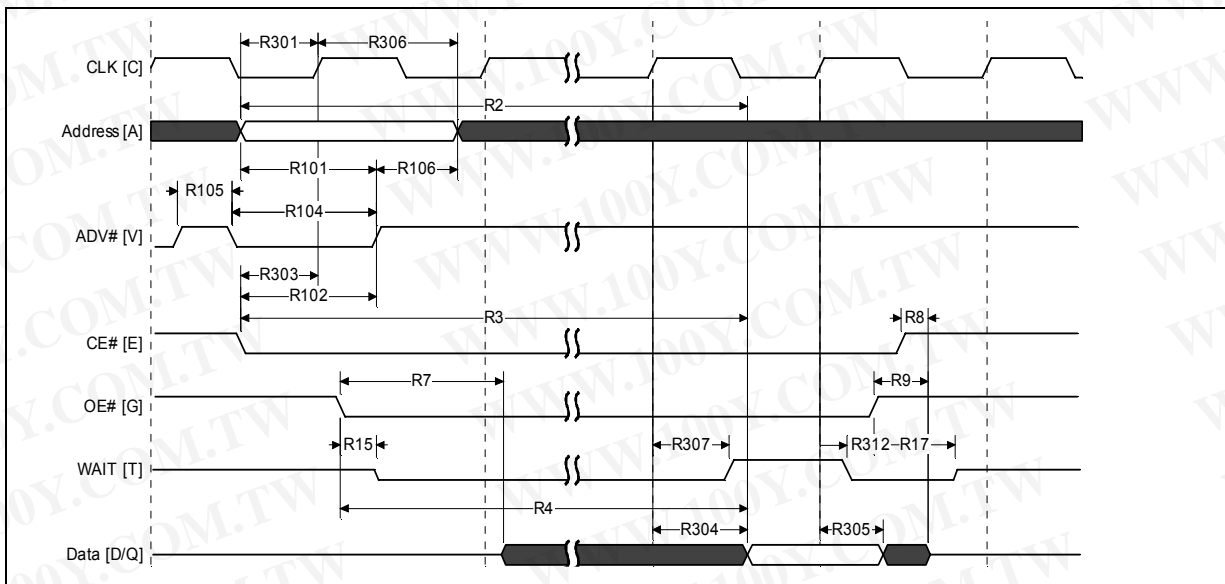 R301
R306
CLK [C]
R2
Address [A]
R101
R106
R105
R104
ADV# [V]
R303
R102
R3
R8
CE# [E]
R7
R9
OE# [G]
R15
R307
R312
R17
WAIT [T]
R4
R304
R305
Data [D/Q]
WWW.100Y.COM.TW